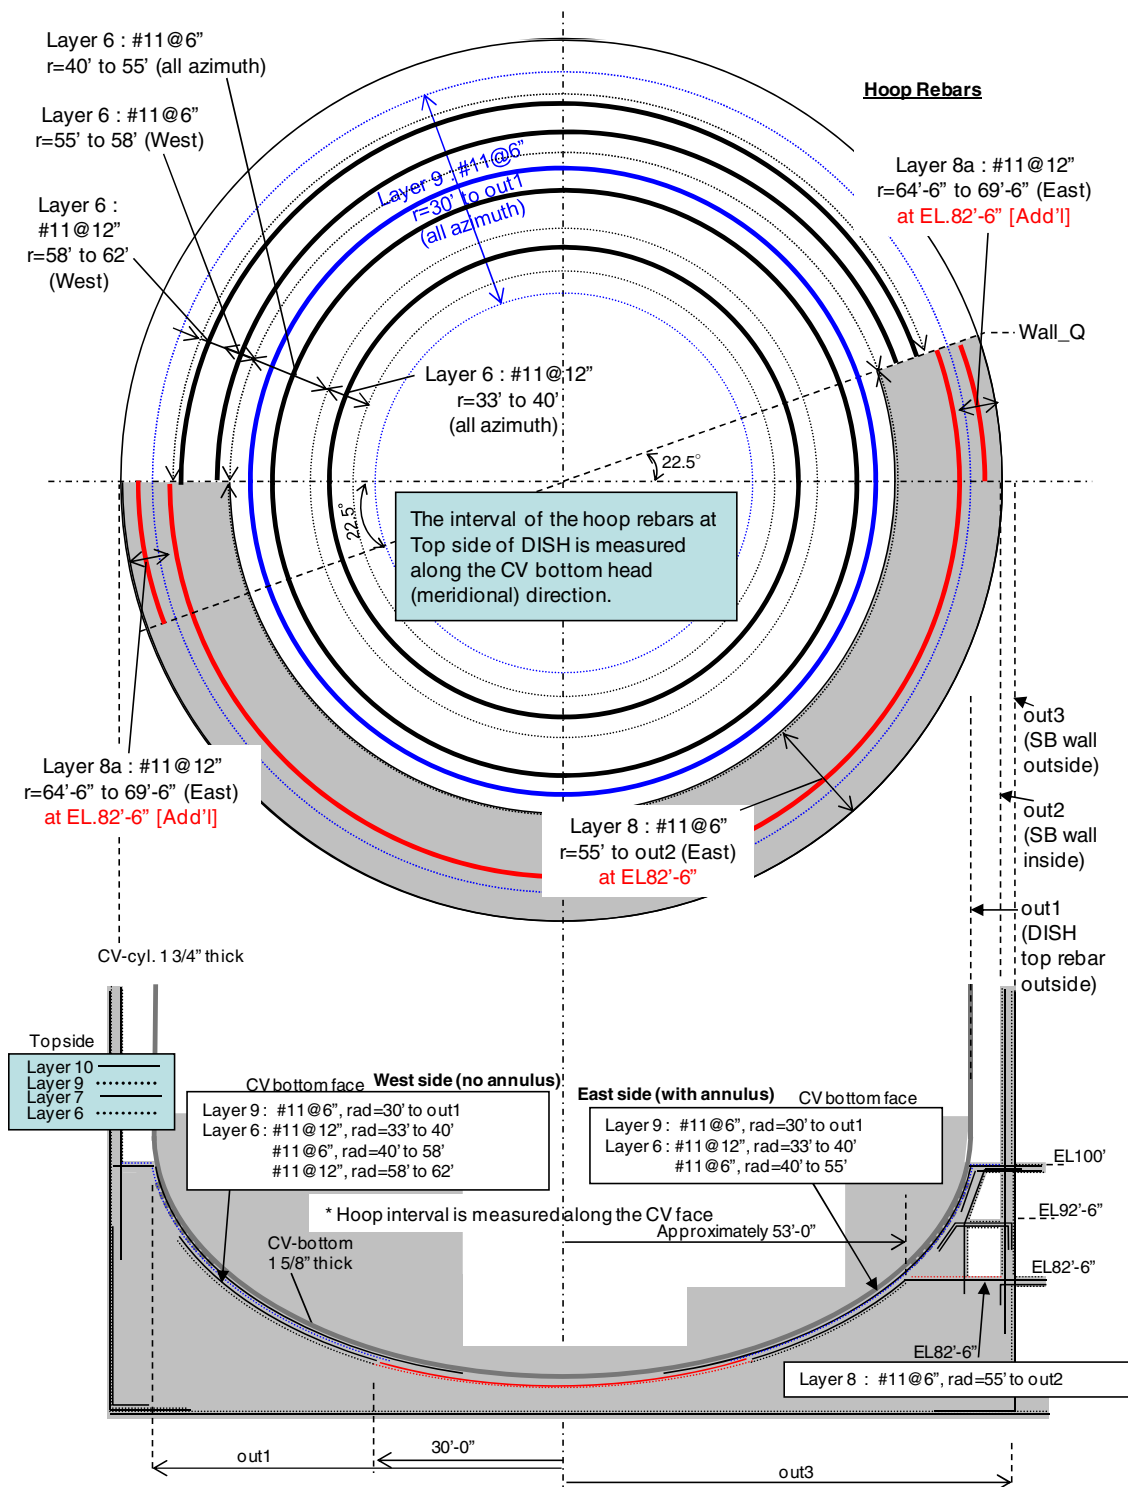 Layer 6 : #11@6”
r=40’ to 55’ (all azimuth)
Layer 6 : #11@6”
r=55’ to 58’ (West)
Layer 6 :
#11@12”
r=58’ to 62’
(West)
Layer 9 : #11@6”
r=30’ to out1
(all azimuth)
Hoop Rebars
Layer 8a : #11@12”
r=64’-6” to 69’-6” (East)
at EL.82’-6” [Add’l]
Wall_Q
Layer 6 : #11@12”
r=33’ to 40’
(all azimuth)
22.5°
22.5°
The interval of the hoop rebars at
Top side of DISH is measured
along the CV bottom head
(meridional) direction.
Layer 8a : #11@12”
r=64’-6” to 69’-6” (East)
at EL.82’-6” [Add’l]
Layer 8 : #11@6”
r=55’ to out2 (East)
at EL82’-6”
out3
(SB wall
outside)
out2
(SB wall
inside)
out1
(DISH
top rebar
outside)
CV-cyl. 1 3/4” thick
Topside
Layer 10
Layer 9
Layer 7
Layer 6
CV bottom face
West side (no annulus)
Layer 9 : #11@6”, rad=30’ to out1
Layer 6 : #11@12”, rad=33’ to 40’
#11@6”, rad=40’ to 58’
#11@12”, rad=58’ to 62’
East side (with annulus)
CV bottom face
Layer 9 : #11@6”, rad=30’ to out1
Layer 6 : #11@12”, rad=33’ to 40’
#11@6”, rad=40’ to 55’
* Hoop interval is measured along the CV face
Approximately 53’-0”
CV-bottom
1 5/8” thick
EL100’
EL92’-6”
EL82’-6”
EL82’-6”
Layer 8 : #11@6”, rad=55’ to out2
30’-0”
out1
out3